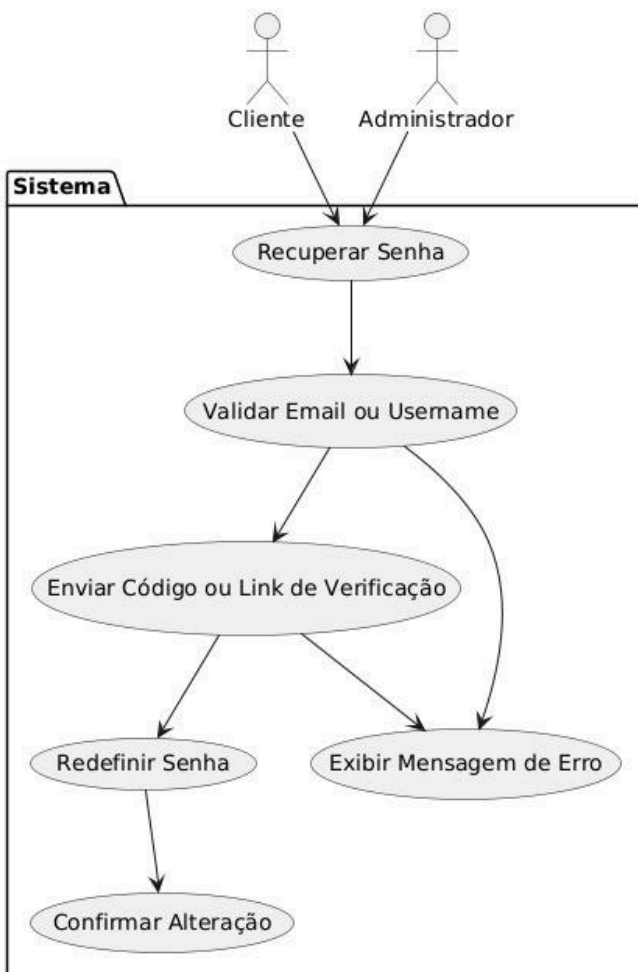 Cliente
Administrador
Sistema
Recuperar Senha
Validar Email ou Username
Enviar Código ou Link de Verificação
Redefinir Senha
Exibir Mensagem de Erro
Confirmar Alteração